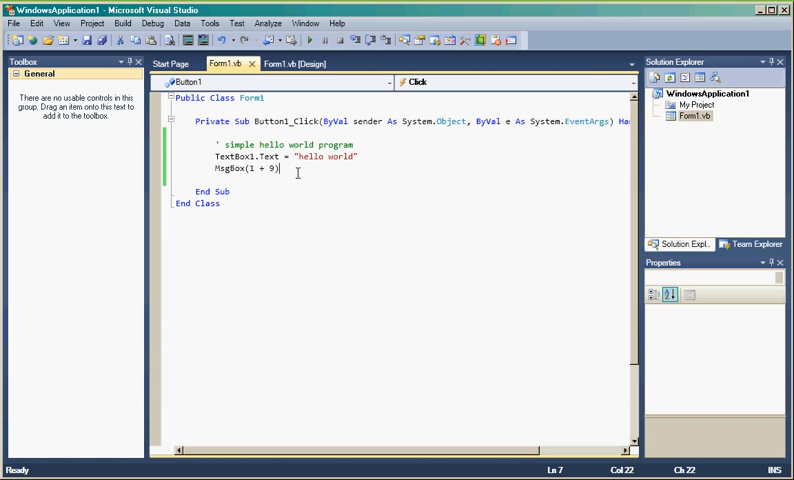 WindowsApplication1 - Microsoft Visual Studio
File Edit View Project Build Debug Data Tools Test Analyze Window Help
Toolbox
General
There are no usable controls in this
group. Drag an item onto this text to
add it to the toolbox.
Start Page Form1.vb Form1.vb [Design]
Button1 Click
Public Class Form1
Private Sub Button1_Click(ByVal sender As System.Object, ByVal e As System.EventArgs) Han
' simple hello world program
TextBox1.Text = "hello world"
MsgBox(1 + 9)
End Sub
End Class
Solution Explorer
WindowsApplication1
My Project
Form1.vb
Solution Expl... Team Explorer
Properties
Ready Ln 7 Col 22 Ch 22 INS